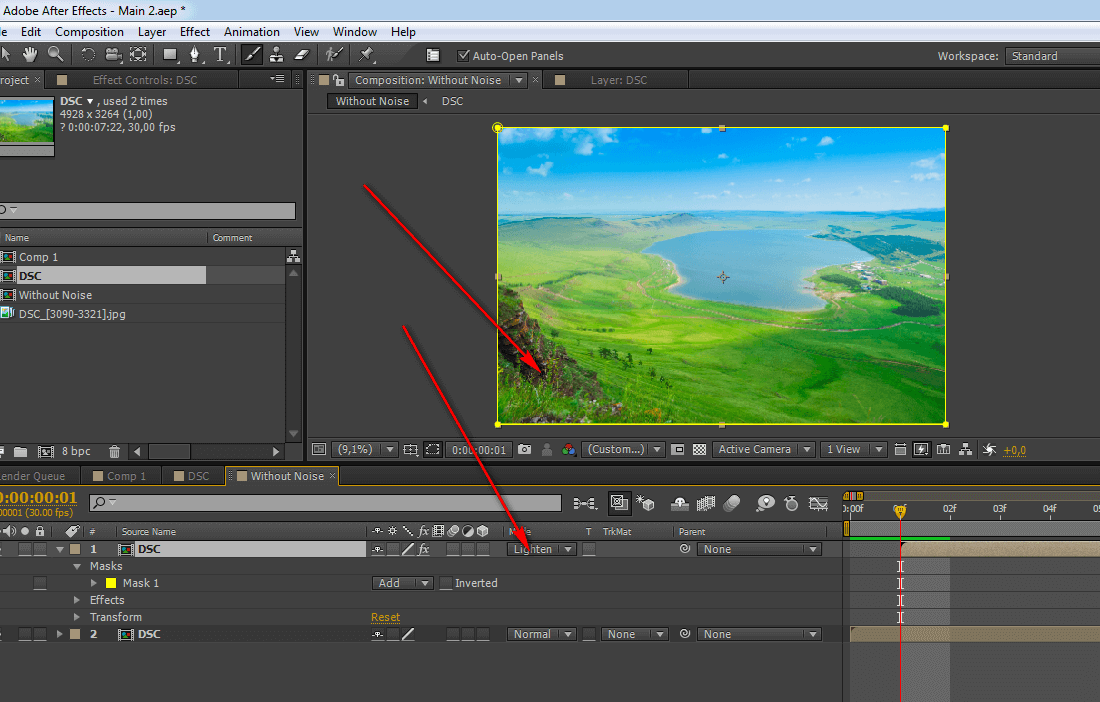 Adobe After Effects - Main 2.aep *
le Edit Composition Layer Effect Animation View Window Help
T Auto-Open Panels Workspace: Standard
roject × Effect Controls: DSC Composition: Without Noise × Layer: DSC
DSC ▼ , used 2 times
4928 x 3264 (1,00)
? 0:00:07:22, 30,00 fps
Without Noise DSC
Name Comment
Comp 1
DSC
Without Noise
DSC_[3090-3321].jpg
8 bpc
(9,1%) 0:00:00:01 (Custom...) Active Camera 1 View +0,0
ender Queue Comp 1 DSC Without Noise ×
0:00:00:01
00001 (30.00 fps)
0:00f 01f 02f 03f 04f 05
# Source Name fx Mode T TrkMat Parent
1 DSC fx Lighten None
Masks
Mask 1 Add Inverted
Effects
Transform Reset
2 DSC Normal None None